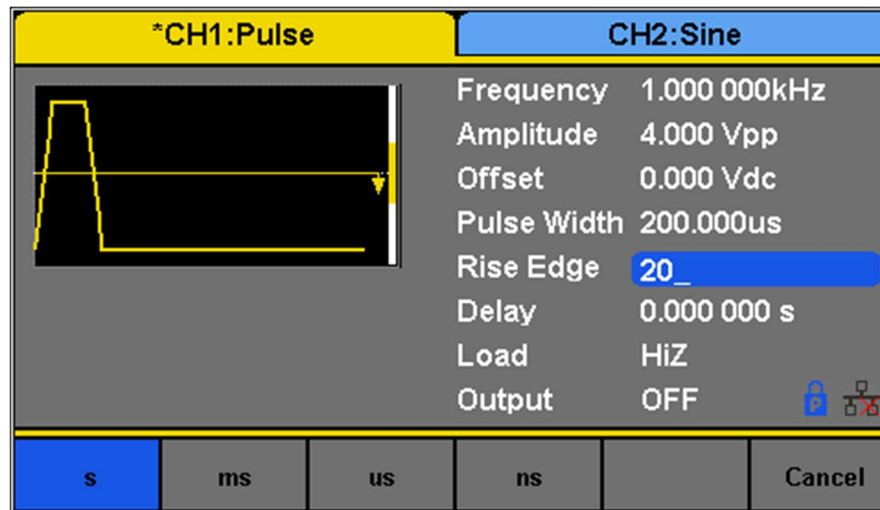 *CH1:Pulse CH2:Sine
Frequency 1.000 000kHz
Amplitude 4.000 Vpp
Offset 0.000 Vdc
Pulse Width 200.000us
Rise Edge 20_
Delay 0.000 000 s
Load HiZ
Output OFF P
s ms us ns Cancel